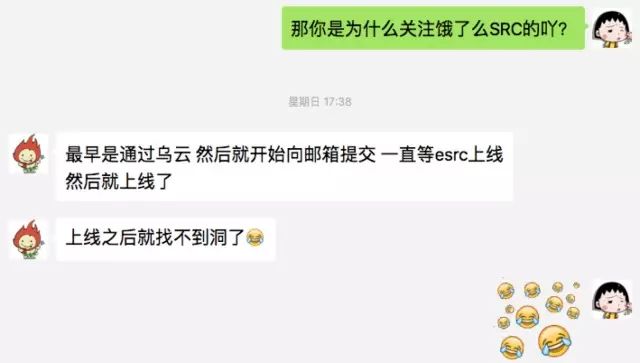 那你是为什么关注饿了么SRC的吖?
星期日 17:38
最早是通过乌云 然后就开始向邮箱提交 一直等esrc上线
然后就上线了
上线之后就找不到洞了😂